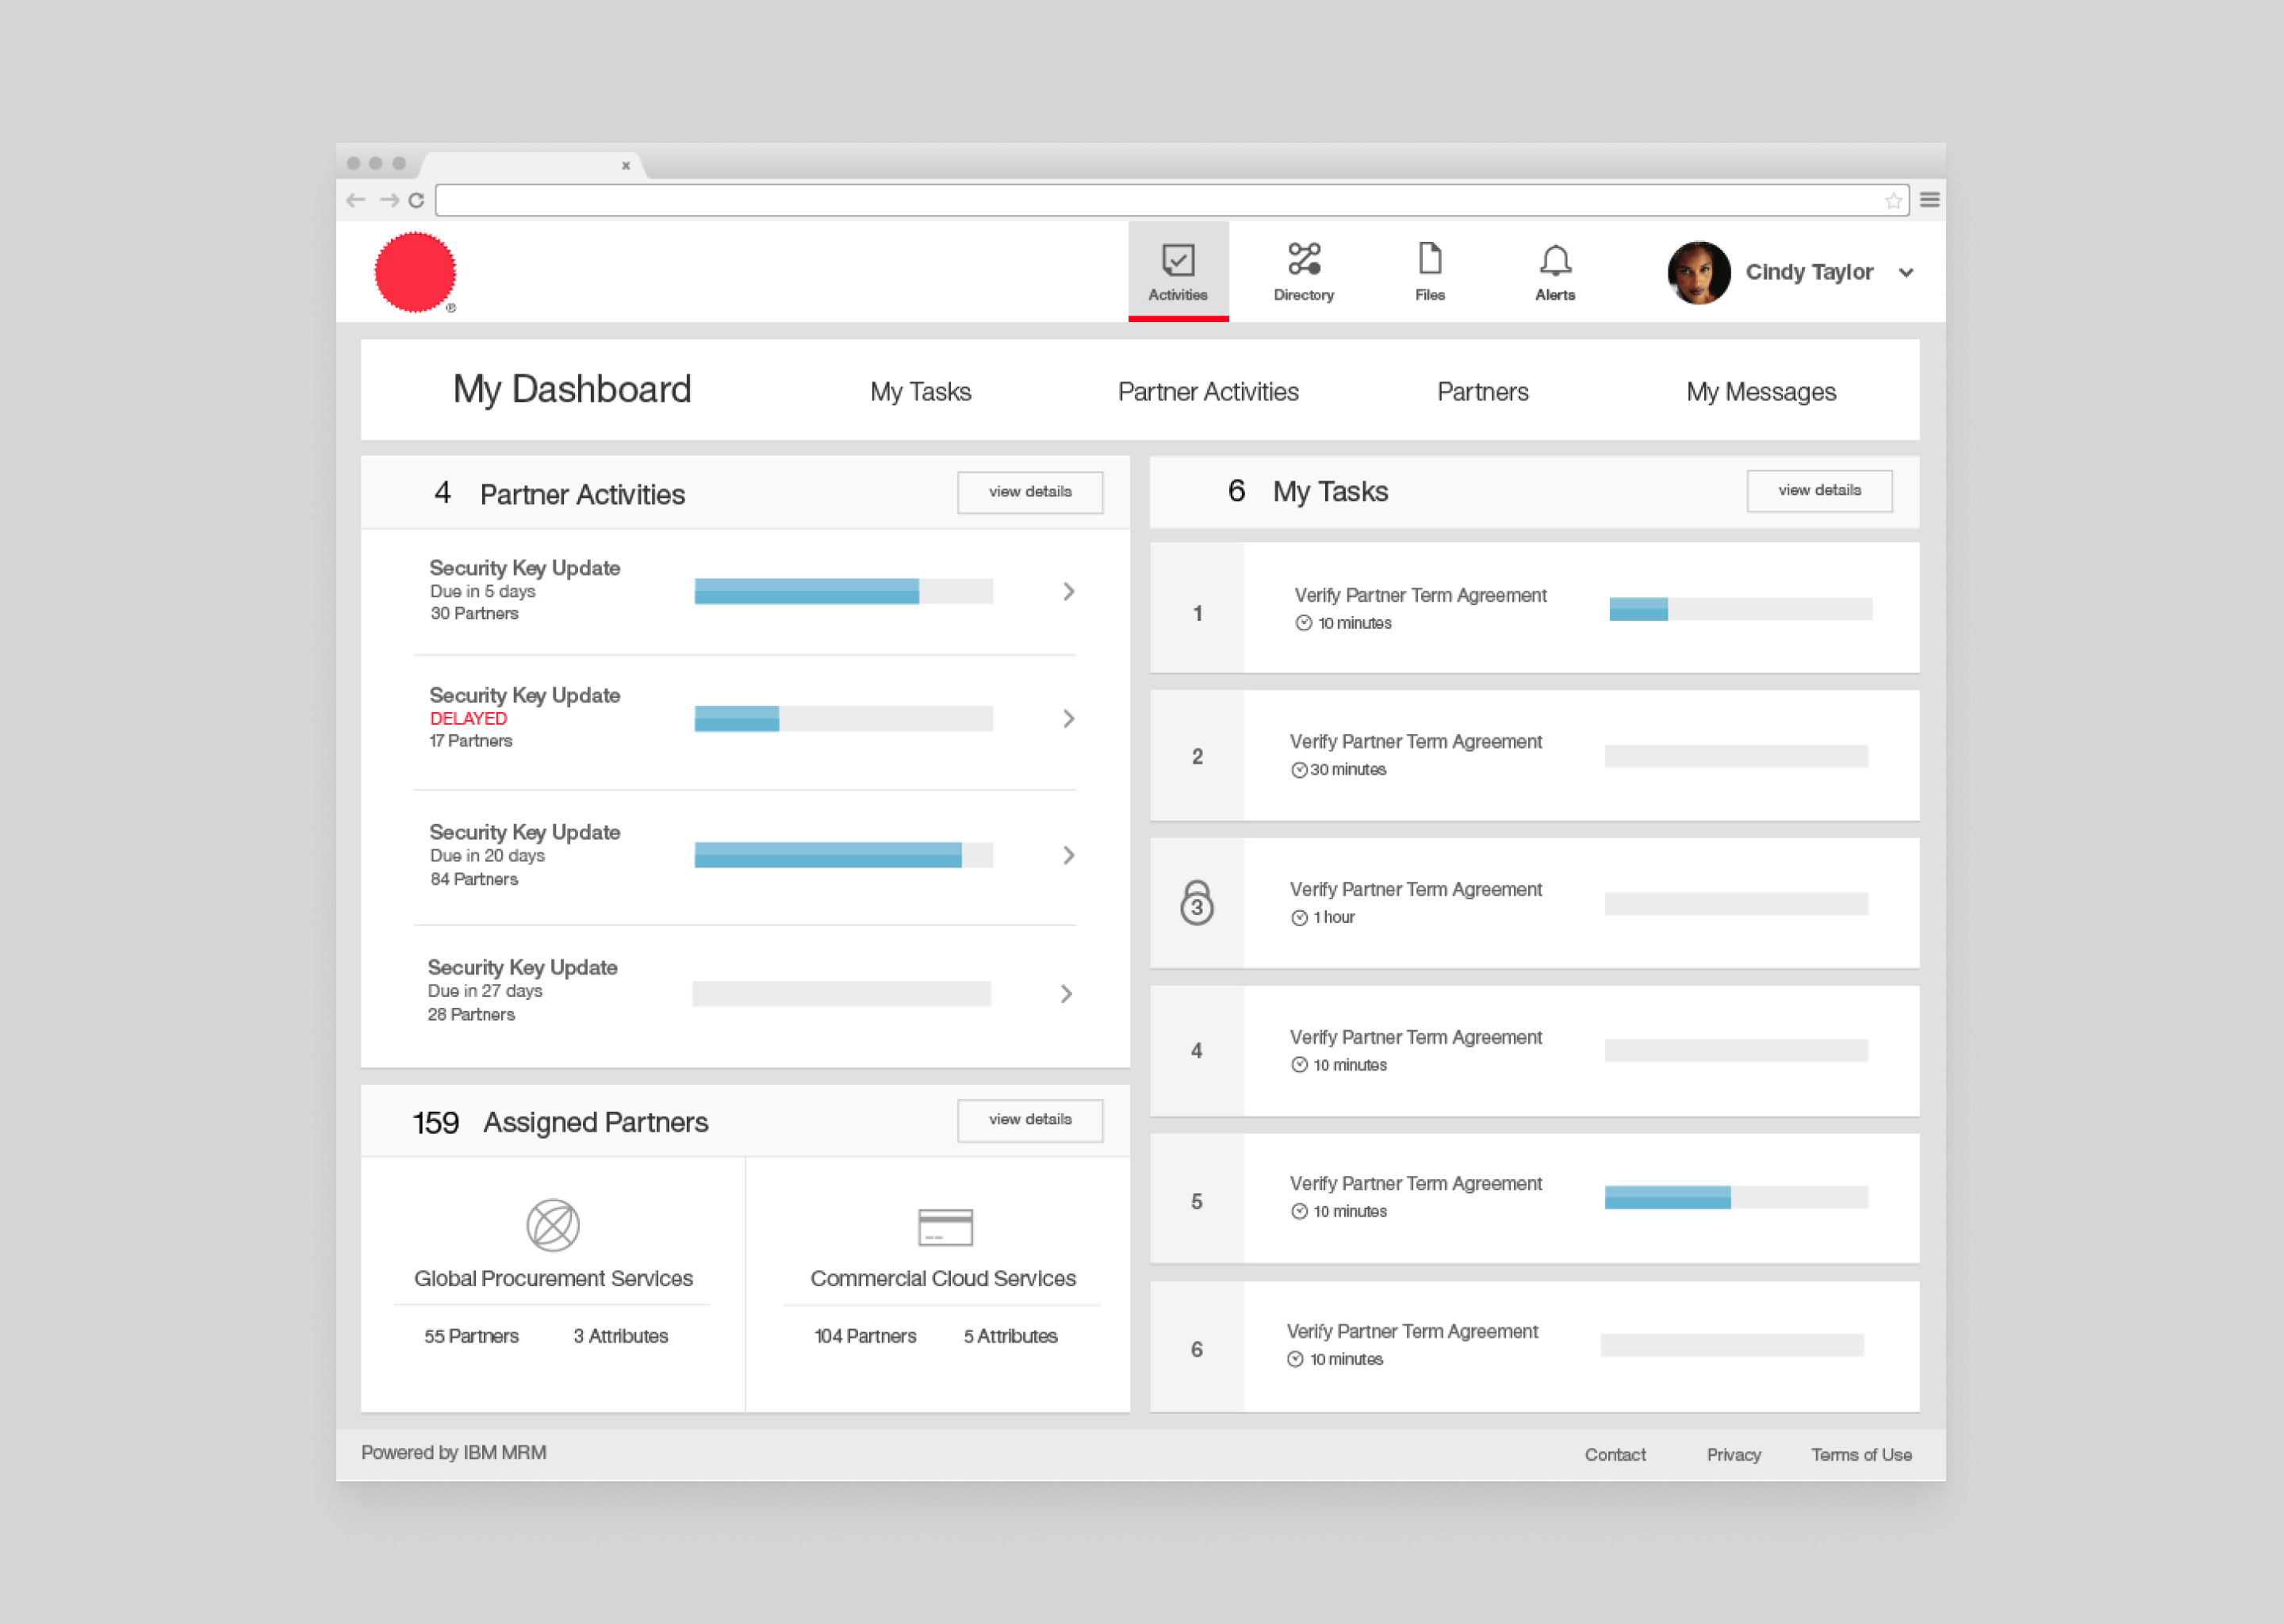 Activities
Directory
Files
Alerts
Cindy Taylor
My Dashboard
My Tasks
Partner Activities
Partners
My Messages
4 Partner Activities
view details
Security Key Update
Due in 5 days
30 Partners
Security Key Update
DELAYED
17 Partners
Security Key Update
Due in 20 days
84 Partners
Security Key Update
Due in 27 days
28 Partners
159 Assigned Partners
view details
Global Procurement Services
55 Partners
3 Attributes
Commercial Cloud Services
104 Partners
5 Attributes
6 My Tasks
view details
1
Verify Partner Term Agreement
10 minutes
2
Verify Partner Term Agreement
30 minutes
3
Verify Partner Term Agreement
1 hour
4
Verify Partner Term Agreement
10 minutes
5
Verify Partner Term Agreement
10 minutes
6
Verify Partner Term Agreement
10 minutes
Powered by IBM MRM
Contact
Privacy
Terms of Use